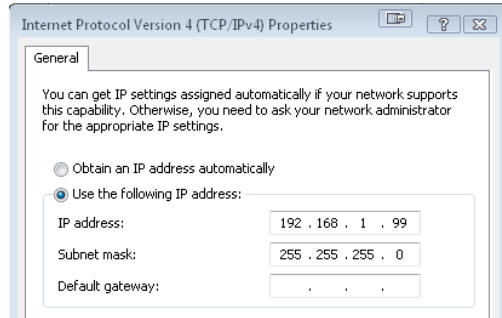 Internet Protocol Version 4 (TCP/IPv4) Properties
General
You can get IP settings assigned automatically if your network supports
this capability. Otherwise, you need to ask your network administrator
for the appropriate IP settings.
Obtain an IP address automatically
Use the following IP address:
IP address: 192 . 168 . 1 . 99
Subnet mask: 255 . 255 . 255 . 0
Default gateway: . . .